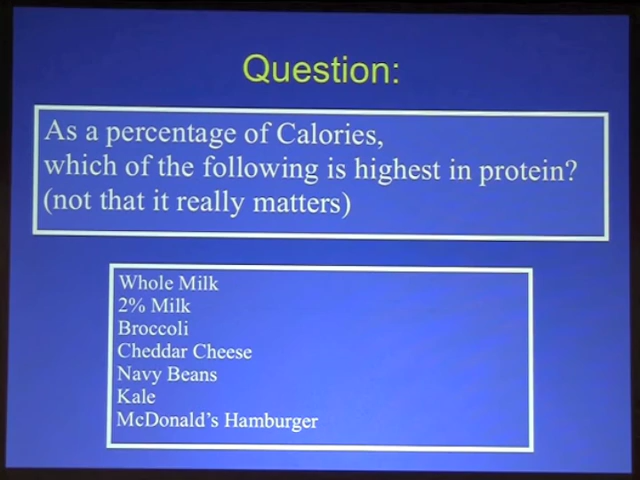 Question:
As a percentage of Calories,
which of the following is highest in protein?
(not that it really matters)
Whole Milk
2% Milk
Broccoli
Cheddar Cheese
Navy Beans
Kale
McDonald's Hamburger